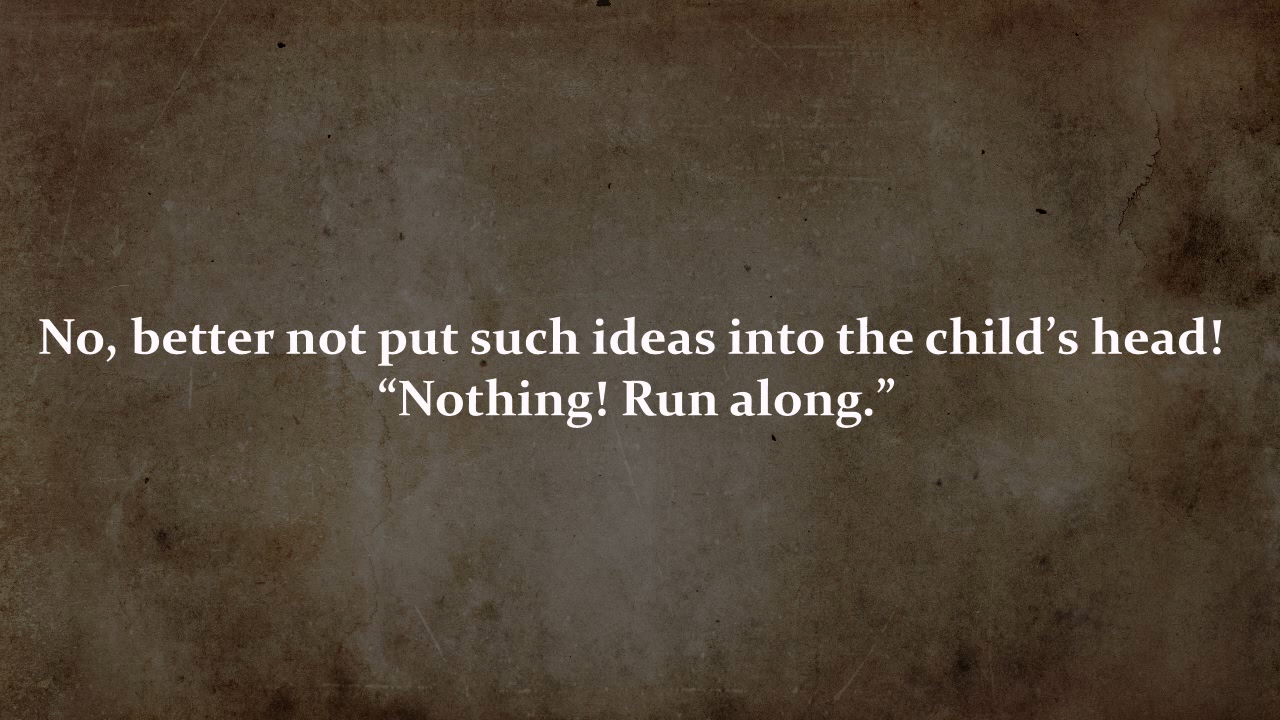 No, better not put such ideas into the child’s head!
“Nothing! Run along.”